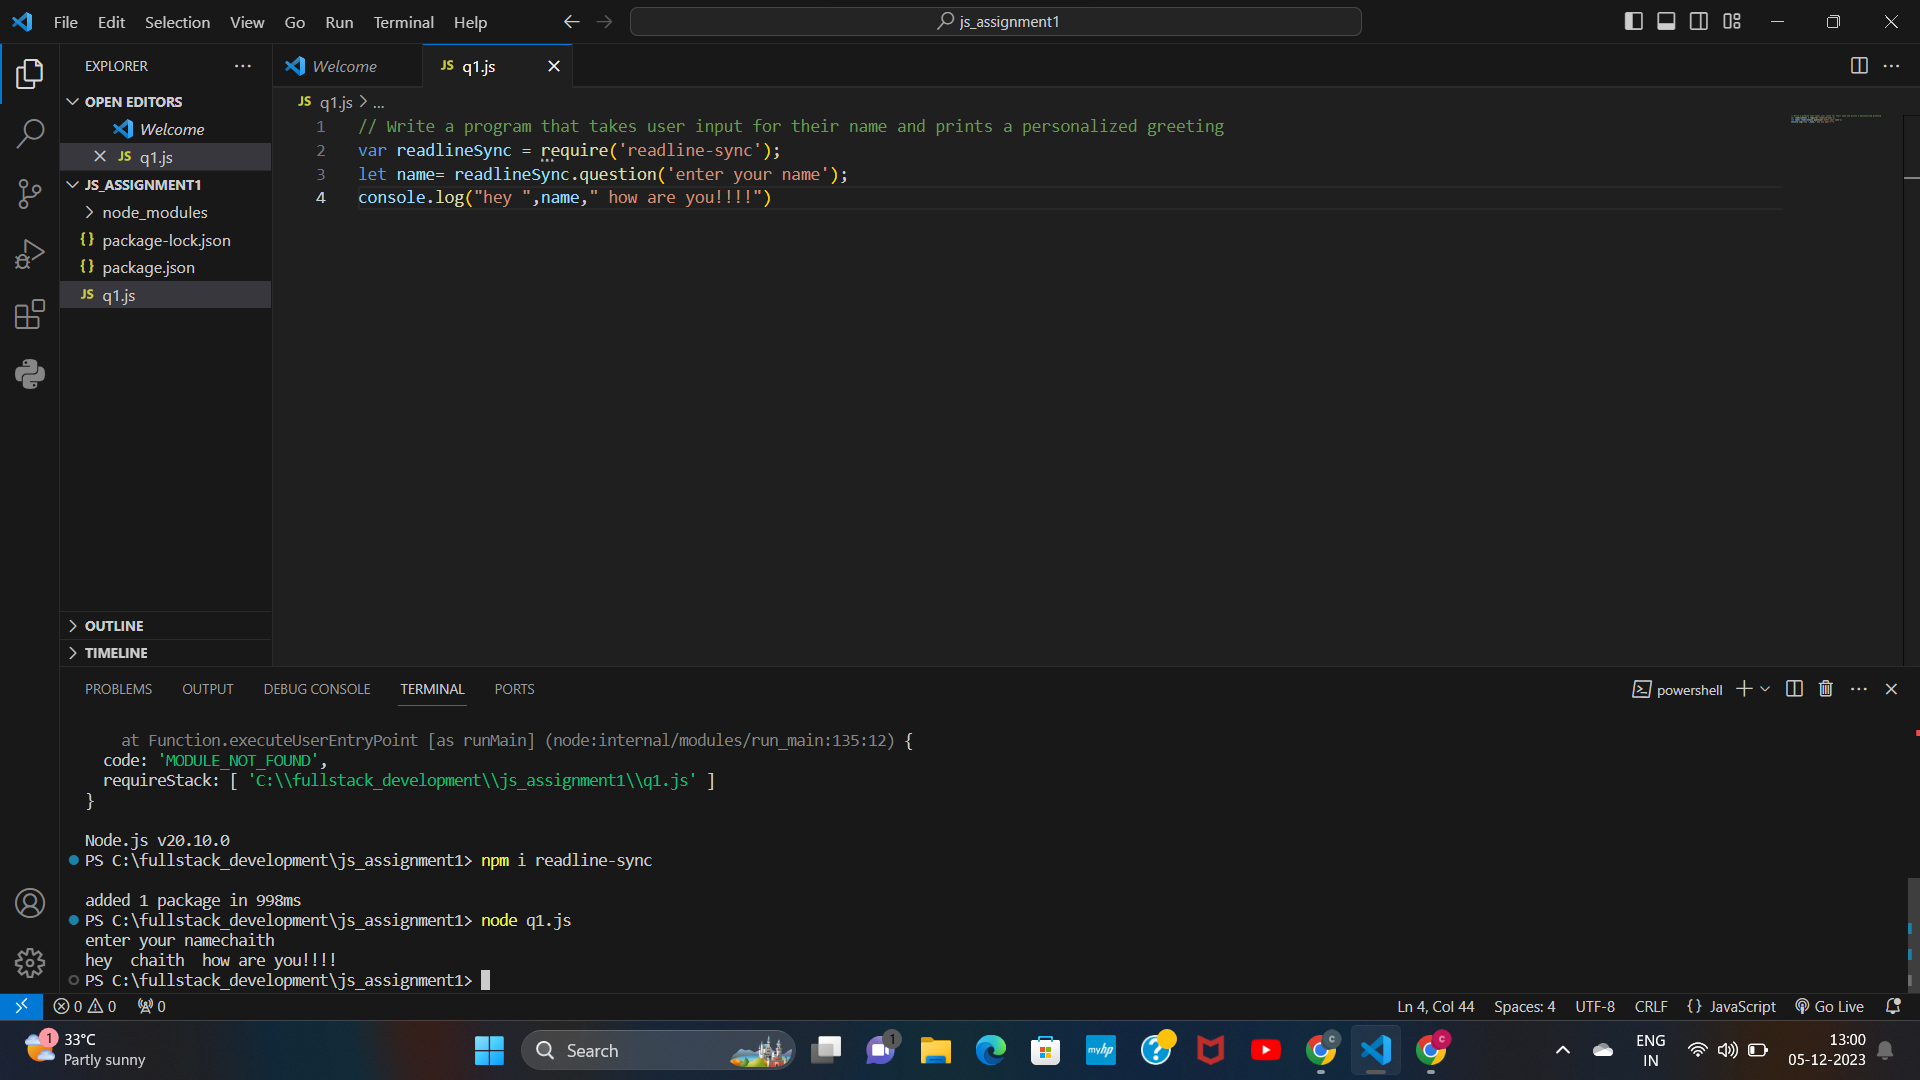 File Edit Selection View Go Run Terminal Help
js_assignment1
EXPLORER
OPEN EDITORS
Welcome
JS q1.js
JS_ASSIGNMENT1
node_modules
{} package-lock.json
{} package.json
JS q1.js
OUTLINE
TIMELINE
Welcome
JS q1.js
JS q1.js > ...
1 // Write a program that takes user input for their name and prints a personalized greeting
2 var readlineSync = require('readline-sync');
3 let name= readlineSync.question('enter your name');
4 console.log("hey ",name," how are you!!!!")
PROBLEMS OUTPUT DEBUG CONSOLE TERMINAL PORTS
powershell
at Function.executeUserEntryPoint [as runMain] (node:internal/modules/run_main:135:12) {
code: 'MODULE_NOT_FOUND',
requireStack: [ 'C:\\fullstack_development\\js_assignment1\\q1.js' ]
}
Node.js v20.10.0
PS C:\fullstack_development\js_assignment1> npm i readline-sync
added 1 package in 998ms
PS C:\fullstack_development\js_assignment1> node q1.js
enter your namechaith
hey  chaith  how are you!!!!
PS C:\fullstack_development\js_assignment1>
0 0 0
Ln 4, Col 44 Spaces: 4 UTF-8 CRLF {} JavaScript Go Live
1
33°C
Partly sunny
Search
1
myhp
C
C
ENG
IN
13:00
05-12-2023